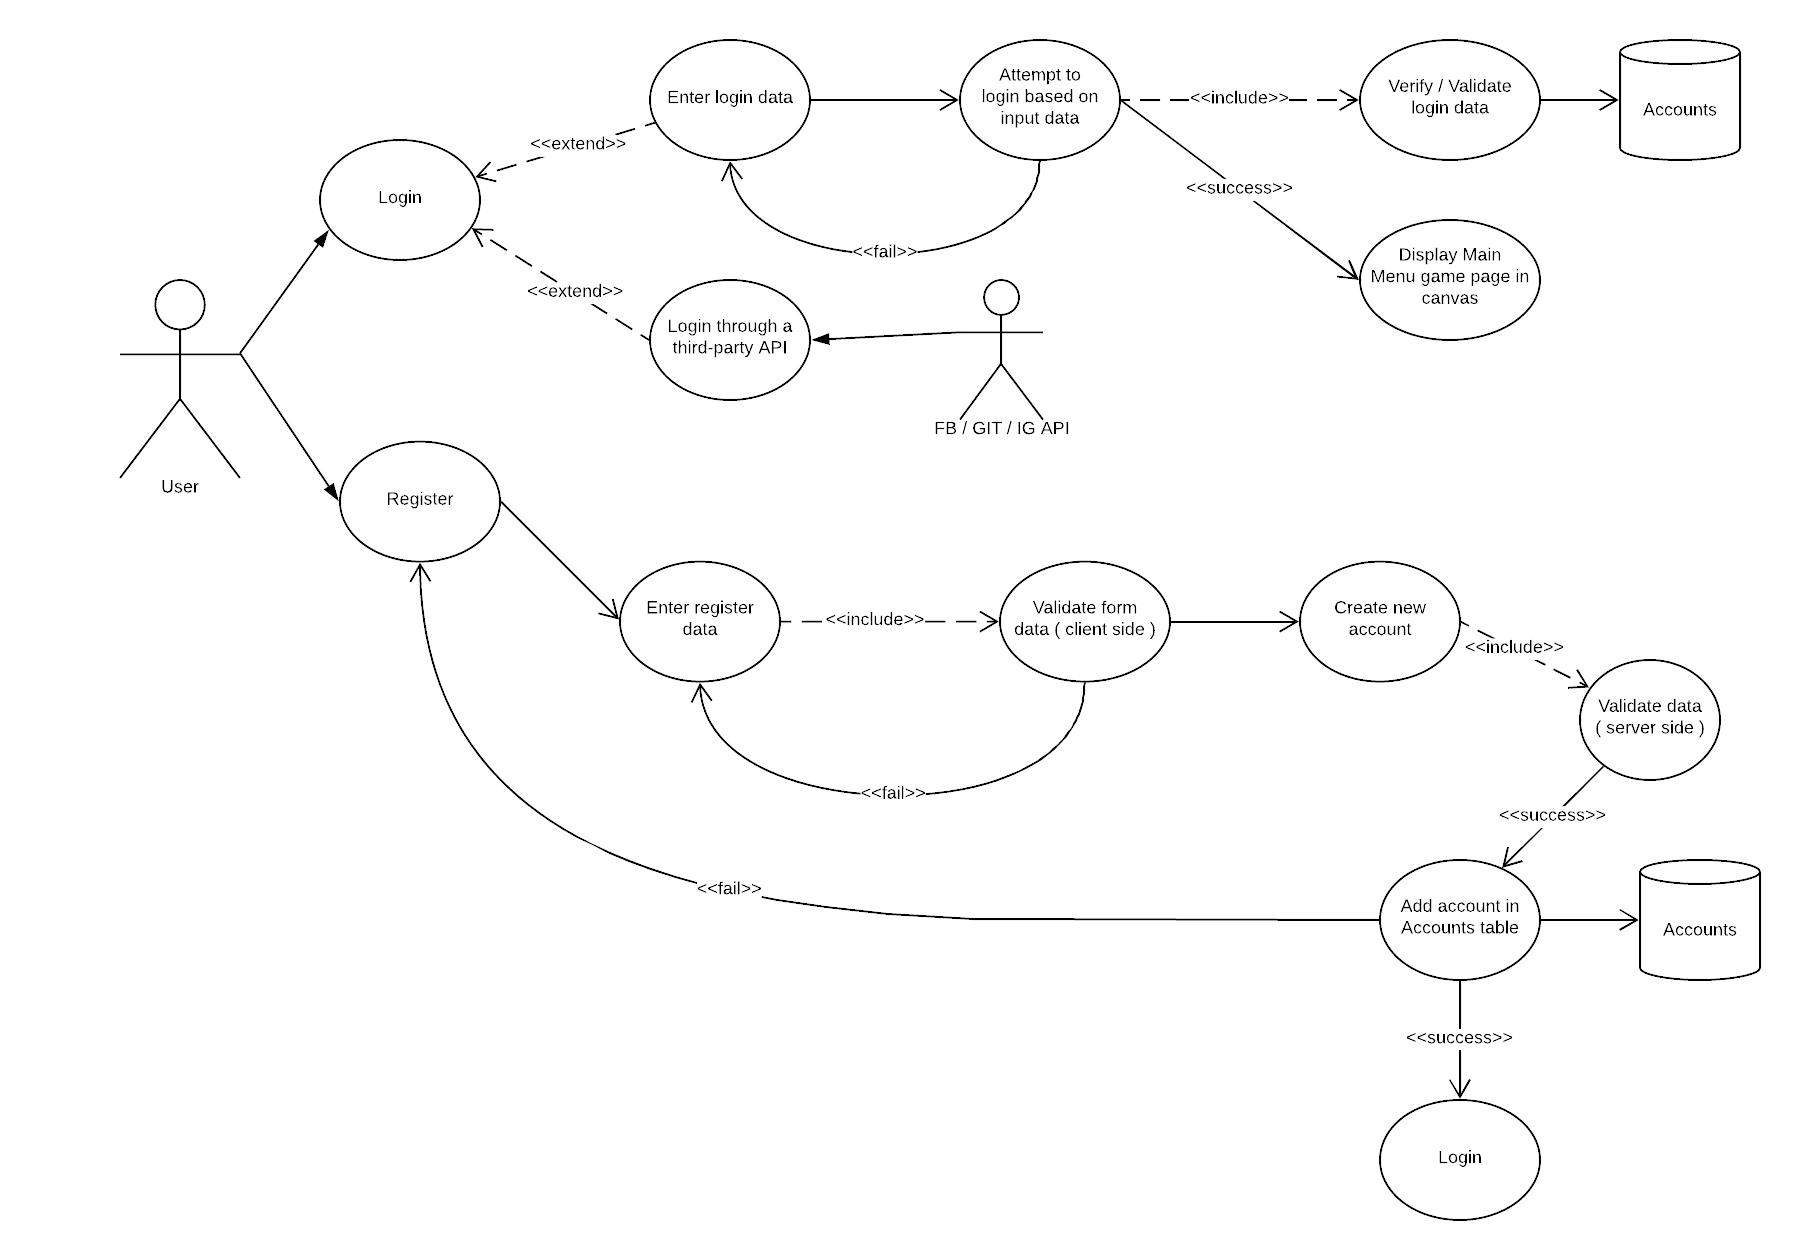 Enter login data
Attempt to
login based on
input data
<<include>>
Verify / Validate
login data
Accounts
<<extend>>
Login
<<success>>
<<fail>>
Display Main
Menu game page in
canvas
<<extend>>
Login through a
third-party API
FB / GIT / IG API
User
Register
Enter register
data
<<include>>
Validate form
data ( client side )
Create new
account
<<include>>
Validate data
( server side )
<<fail>>
<<success>>
<<fail>>
Add account in
Accounts table
Accounts
<<success>>
Login